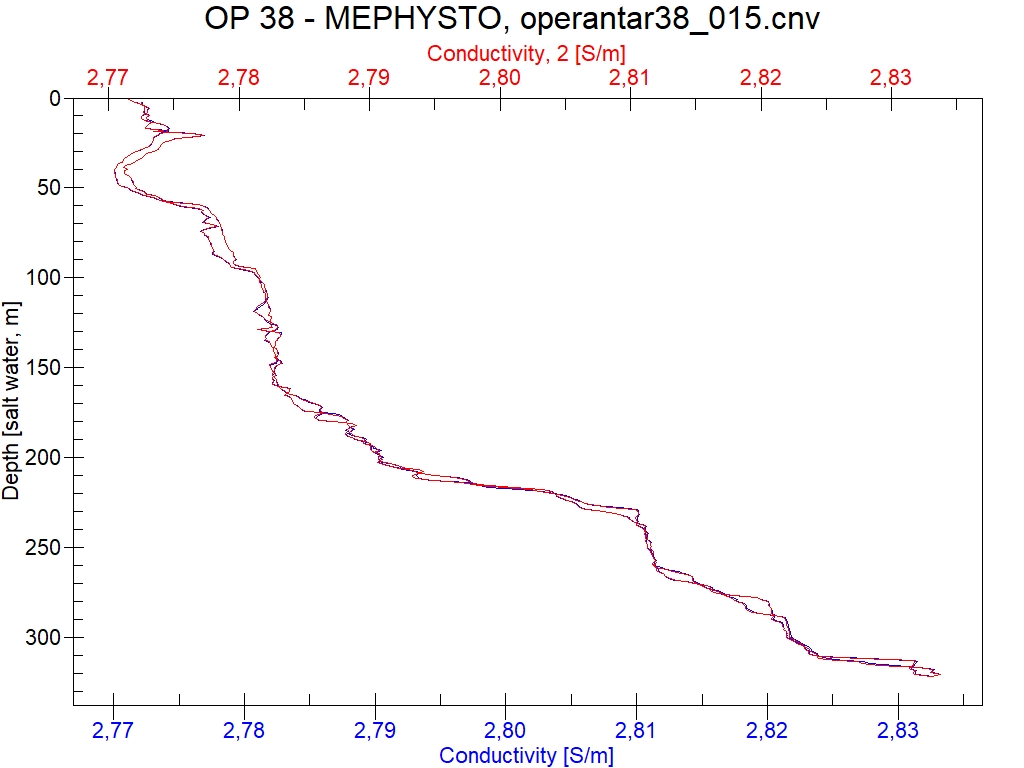 OP 38 - MEPHYSTO, operantar38_015.cnv
Conductivity, 2 [S/m]
2,77 2,78 2,79 2,80 2,81 2,82 2,83
0
50
100
150
200
250
300
Depth [salt water, m]
2,77 2,78 2,79 2,80 2,81 2,82 2,83
Conductivity [S/m]